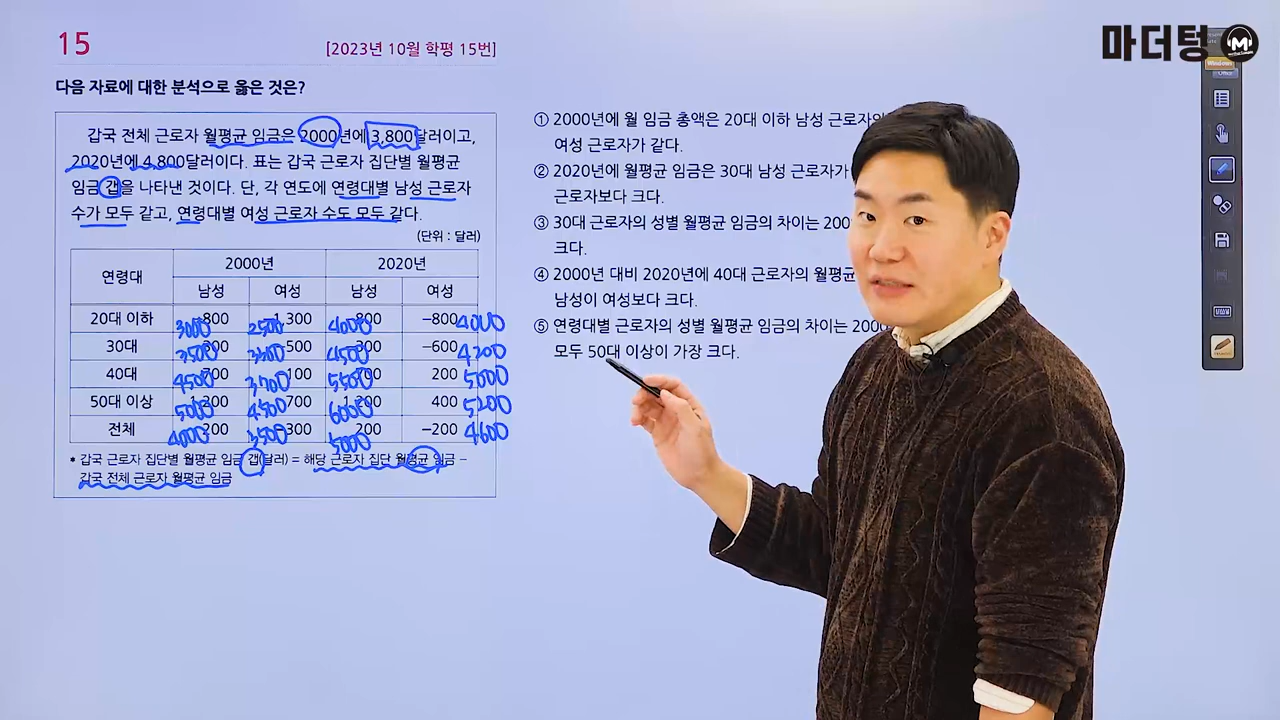 마더텅
15
[2023년 10월 학평 15번]
다음 자료에 대한 분석으로 옳은 것은?
갑국 전체 근로자 월평균 임금은 2000년에 3,800달러이고,
2020년에 4,800달러이다. 표는 갑국 근로자 집단별 월평균
임금 갭을 나타낸 것이다. 단, 각 연도에 연령대별 남성 근로자
수가 모두 같고, 연령대별 여성 근로자 수도 모두 같다.
(단위 : 달러)
연령대 2000년 2020년
남성 여성 남성 여성
20대 이하 800 1,300 800 −800
3000 2500 4000 4000
30대 500 −600
3500 4500 4200
40대 700 100 200
4500 3700 5500 5000
50대 이상 700 400
5000 4500 6000 5200
전체 200 300 200 −200
4000 3500 5000 4600
* 갑국 근로자 집단별 월평균 임금 갭(달러) = 해당 근로자 집단 월평균 임금 −
갑국 전체 근로자 월평균 임금
① 2000년에 월 임금 총액은 20대 이하 남성 근로자와
여성 근로자가 같다.
② 2020년에 월평균 임금은 30대 남성 근로자가
근로자보다 크다.
③ 30대 근로자의 성별 월평균 임금의 차이는
크다.
④ 2000년 대비 2020년에 40대 근로자의 월평균
남성이 여성보다 크다.
⑤ 연령대별 근로자의 성별 월평균 임금의 차이는
모두 50대 이상이 가장 크다.